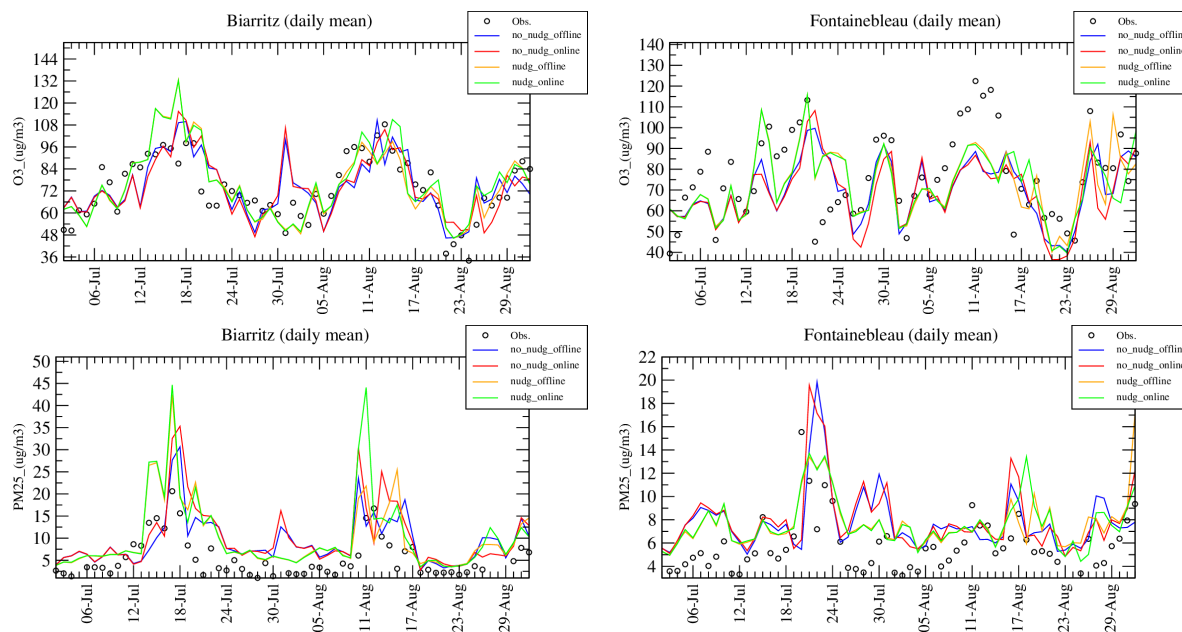 Biarritz (daily mean)
Obs.
no_nudg_offline
no_nudg_online
nudg_offline
nudg_online
O3_(ug/m3)
144
132
120
108
96
84
72
60
48
36
06-Jul
12-Jul
18-Jul
24-Jul
30-Jul
05-Aug
11-Aug
17-Aug
23-Aug
29-Aug
Fontainebleau (daily mean)
Obs.
no_nudg_offline
no_nudg_online
nudg_offline
nudg_online
O3_(ug/m3)
140
130
120
110
100
90
80
70
60
50
40
06-Jul
12-Jul
18-Jul
24-Jul
30-Jul
05-Aug
11-Aug
17-Aug
23-Aug
29-Aug
Biarritz (daily mean)
Obs.
no_nudg_offline
no_nudg_online
nudg_offline
nudg_online
PM25_(ug/m3)
50
45
40
35
30
25
20
15
10
5
06-Jul
12-Jul
18-Jul
24-Jul
30-Jul
05-Aug
11-Aug
17-Aug
23-Aug
29-Aug
Fontainebleau (daily mean)
Obs.
no_nudg_offline
no_nudg_online
nudg_offline
nudg_online
PM25_(ug/m3)
22
20
18
16
14
12
10
8
6
4
06-Jul
12-Jul
18-Jul
24-Jul
30-Jul
05-Aug
11-Aug
17-Aug
23-Aug
29-Aug